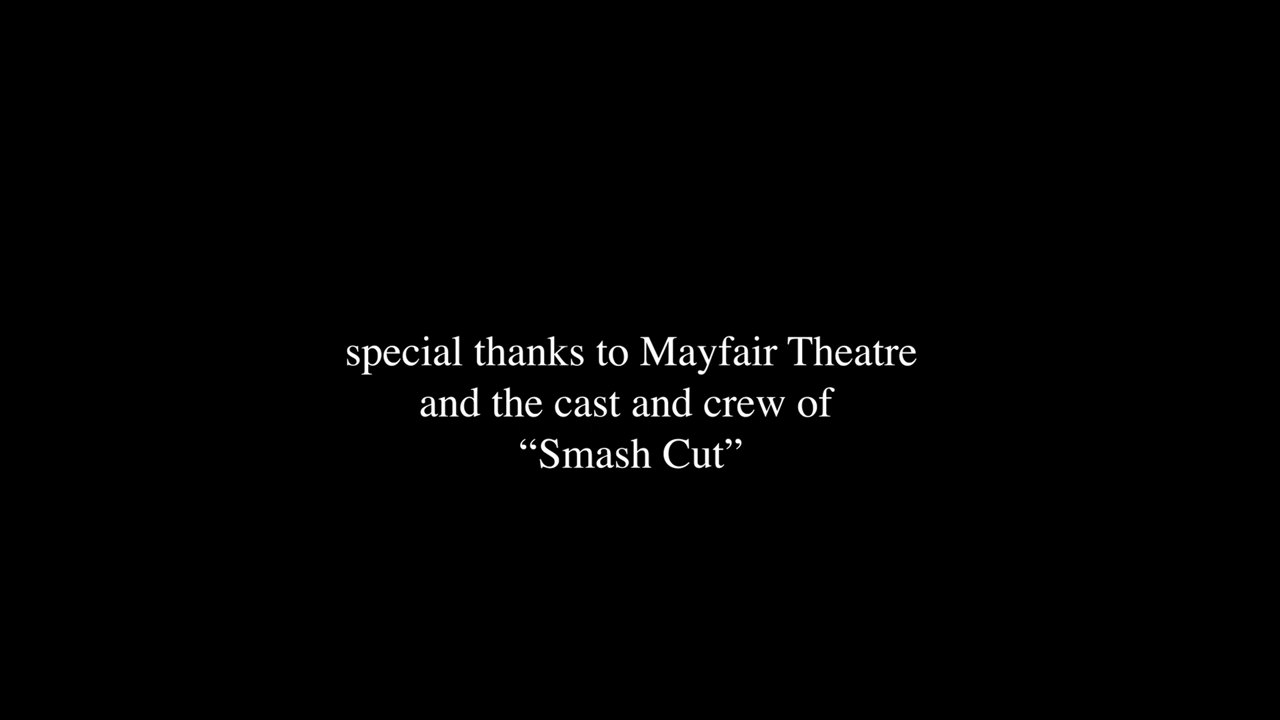 special thanks to Mayfair Theatre
and the cast and crew of
“Smash Cut”